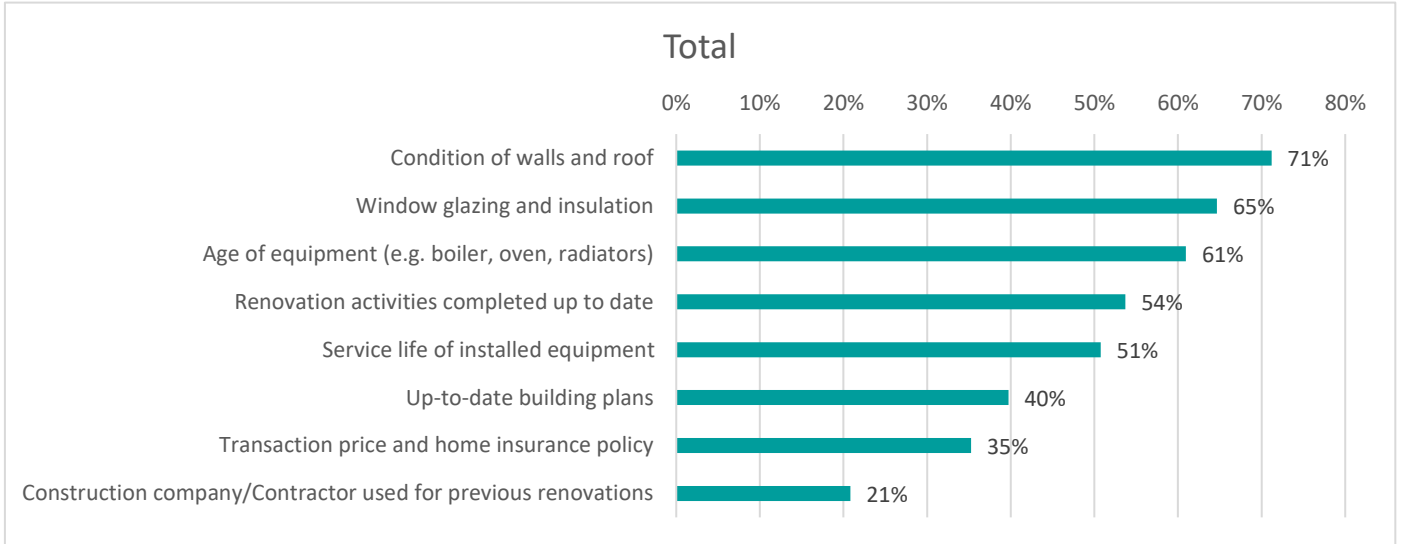 Total
0% 10% 20% 30% 40% 50% 60% 70% 80%
Condition of walls and roof 71%
Window glazing and insulation 65%
Age of equipment (e.g. boiler, oven, radiators) 61%
Renovation activities completed up to date 54%
Service life of installed equipment 51%
Up-to-date building plans 40%
Transaction price and home insurance policy 35%
Construction company/Contractor used for previous renovations 21%